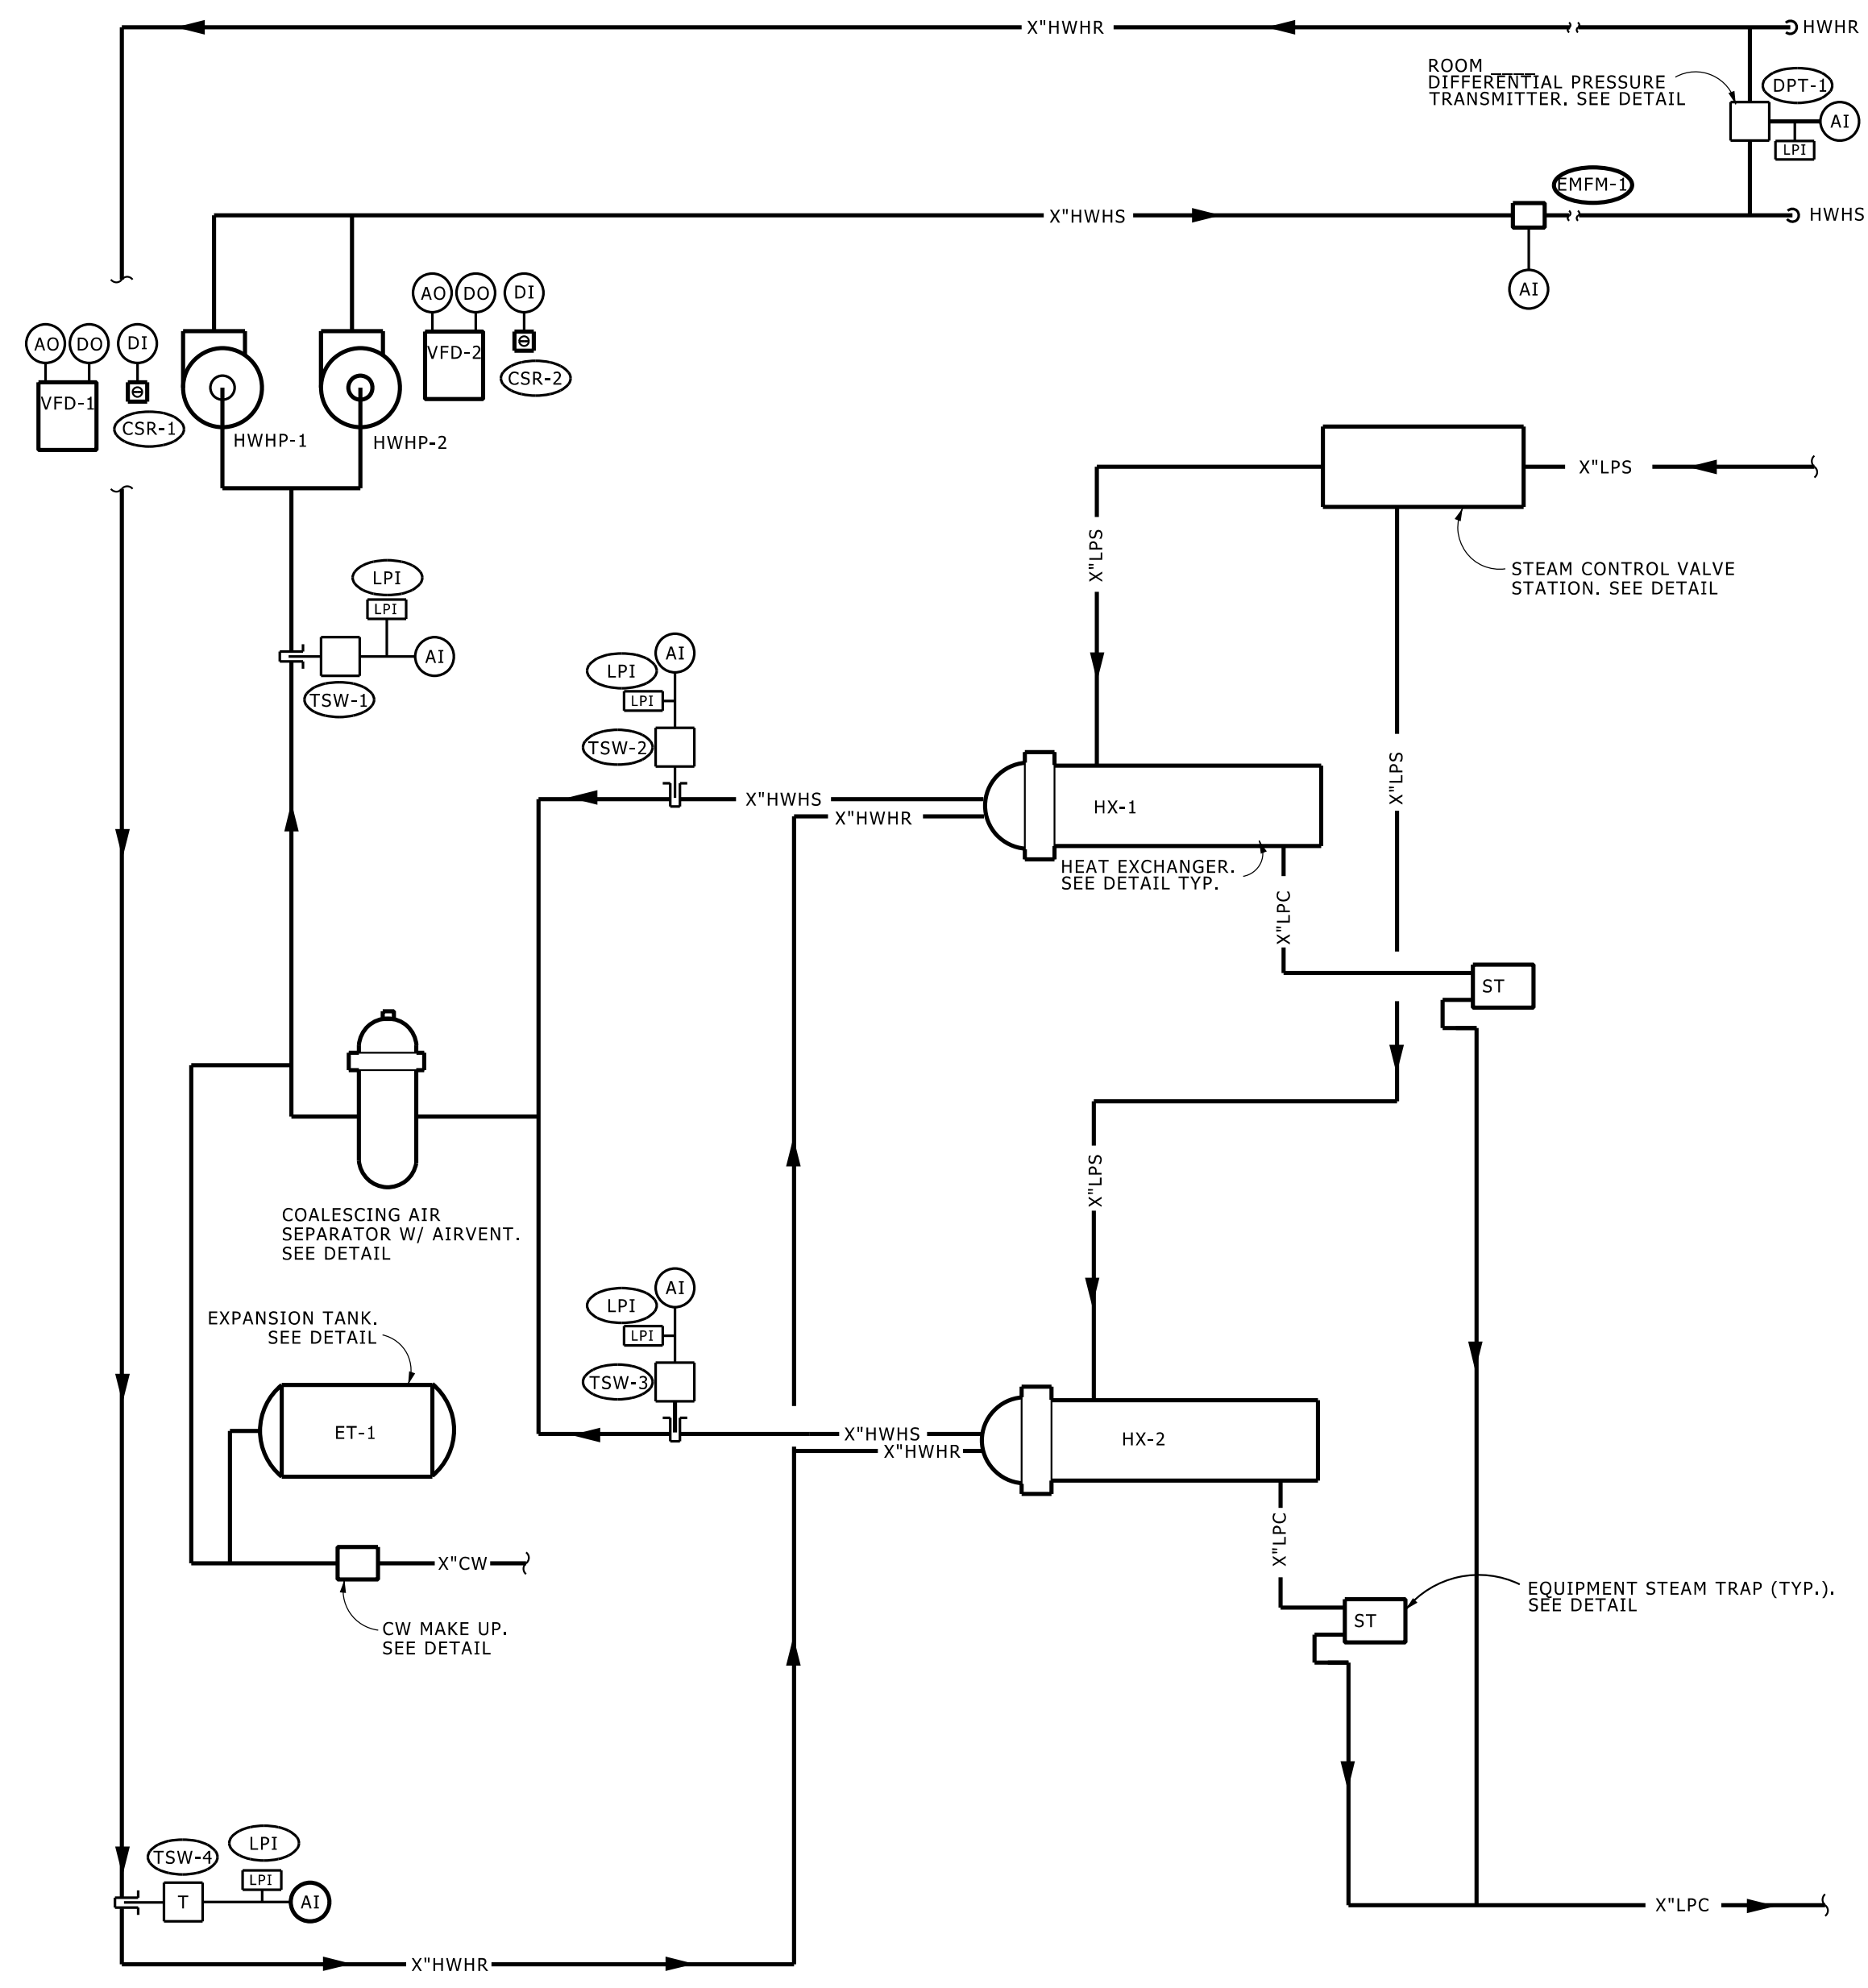 X"HWHR
HWHR
ROOM ____
DIFFERENTIAL PRESSURE
TRANSMITTER. SEE DETAIL
DPT-1
AI
LPI
EMFM-1
X"HWHS
HWHS
AI
AO
DO
DI
VFD-2
CSR-2
AO
DO
DI
VFD-1
CSR-1
HWHP-1
HWHP-2
X"LPS
X"LPS
STEAM CONTROL VALVE
STATION. SEE DETAIL
LPI
LPI
AI
TSW-1
AI
LPI
LPI
TSW-2
X"HWHS
X"HWHR
HX-1
X"LPS
HEAT EXCHANGER.
SEE DETAIL TYP.
X"LPC
ST
COALESCING AIR
SEPARATOR W/ AIRVENT.
SEE DETAIL
X"LPS
EXPANSION TANK.
SEE DETAIL
AI
LPI
LPI
TSW-3
ET-1
X"HWHS
X"HWHR
HX-2
X"LPC
X"CW
CW MAKE UP.
SEE DETAIL
EQUIPMENT STEAM TRAP (TYP.).
SEE DETAIL
ST
TSW-4
LPI
LPI
T
AI
X"LPC
X"HWHR